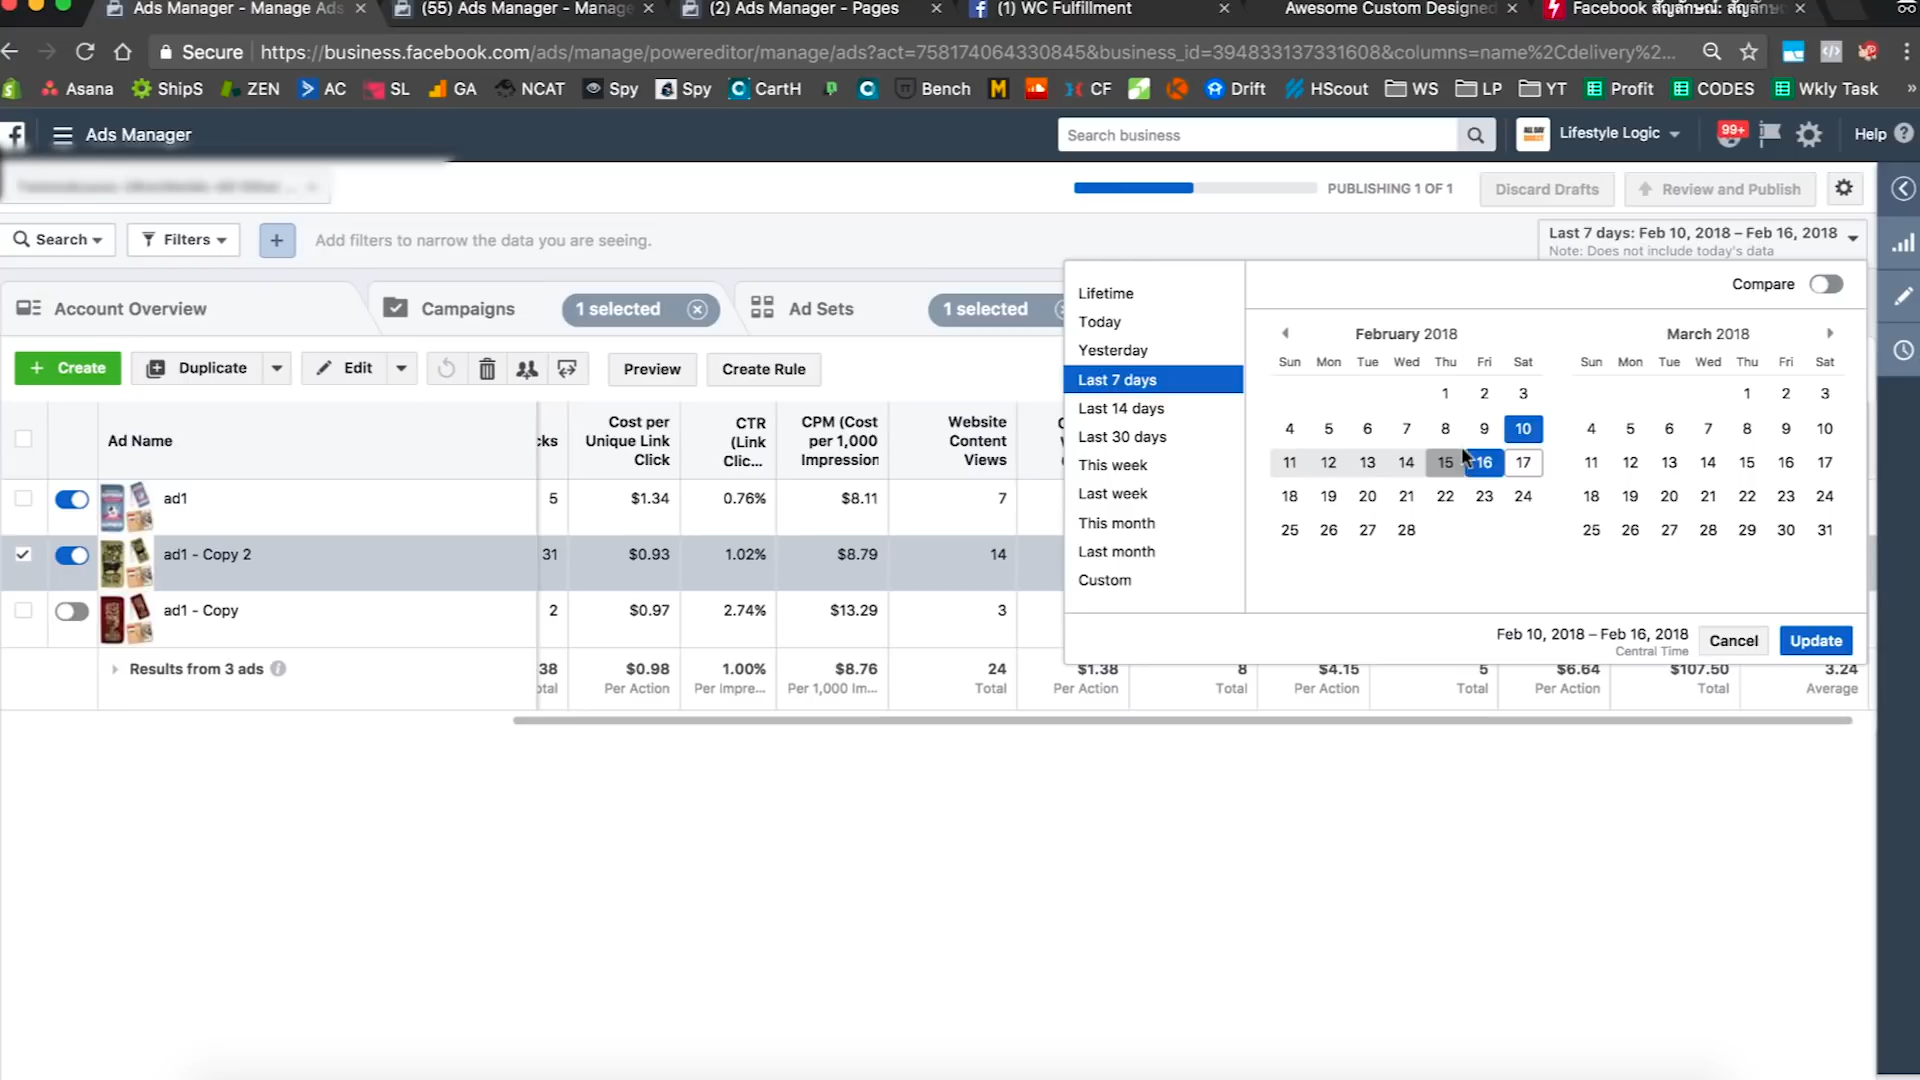 Ads Manager - Manage Ads
(55) Ads Manager - Manage
(2) Ads Manager - Pages
(1) WC Fulfillment
Awesome Custom Designed
Facebook สัญลักษณ์: สัญลักษ
Secure
https://business.facebook.com/ads/manage/powereditor/manage/ads?act=758174064330845&business_id=394833137331608&columns=name%2Cdelivery%2...
Asana
ShipS
ZEN
AC
SL
GA
NCAT
Spy
Spy
CartH
Bench
CF
Drift
HScout
WS
LP
YT
Profit
CODES
Wkly Task
»
Ads Manager
Search business
ALL DAY
Lifestyle Logic
99+
Help
PUBLISHING 1 OF 1
Discard Drafts
Review and Publish
Search
Filters
+
Add filters to narrow the data you are seeing.
Last 7 days: Feb 10, 2018 – Feb 16, 2018
Note: Does not include today's data
Account Overview
Campaigns
1 selected
Ad Sets
1 selected
+ Create
Duplicate
Edit
Preview
Create Rule
Lifetime
Today
Yesterday
Last 7 days
Last 14 days
Last 30 days
This week
Last week
This month
Last month
Custom
Compare
February 2018
Sun Mon Tue Wed Thu Fri Sat
1 2 3
4 5 6 7 8 9 10
11 12 13 14 15 16 17
18 19 20 21 22 23 24
25 26 27 28
March 2018
Sun Mon Tue Wed Thu Fri Sat
1 2 3
4 5 6 7 8 9 10
11 12 13 14 15 16 17
18 19 20 21 22 23 24
25 26 27 28 29 30 31
Feb 10, 2018 – Feb 16, 2018
Central Time
Cancel
Update
Ad Name
cks
Cost per
Unique Link
Click
CTR
(Link
Clic...
CPM (Cost
per 1,000
Impression
Website
Content
Views
ad1 5 $1.34 0.76% $8.11 7
ad1 - Copy 2 31 $0.93 1.02% $8.79 14
ad1 - Copy 2 $0.97 2.74% $13.29 3
Results from 3 ads 38 $0.98 1.00% $8.76 24 $1.38 8 $4.15 5 $6.64 $107.50 3.24
otal Per Action Per Impre... Per 1,000 Im... Total Per Action Total Per Action Total Per Action Total Average